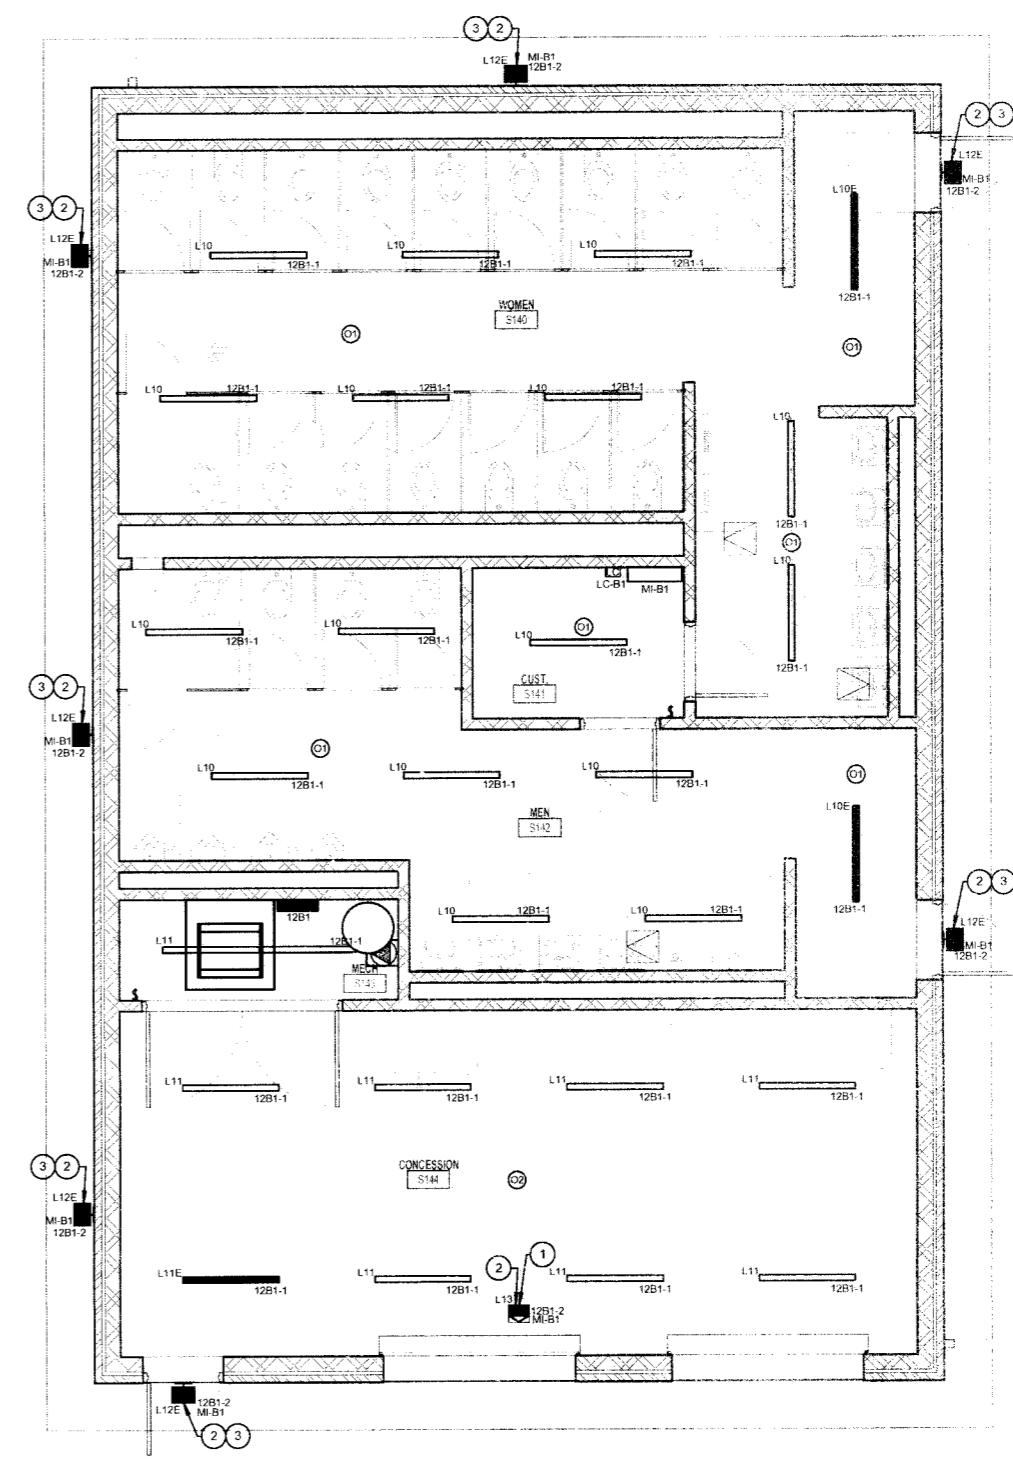 3 2
L12E MI-B1
12B1-2
2 3
L12E
MI-B1
12B1-2
3 2
L12E
MI-B1
12B1-2
L10E
12B1-1
L10 L10 L10
12B1-1 12B1-1 12B1-1
WOMEN
S140
O1 O1
L10 12B1-1 L10 12B1-1 L10 12B1-1
L10
12B1-1
O1
L10
12B1-1
LC-B1 MI-B1
L10 L10
12B1-1 12B1-1
O1
L10
12B1-1
CUST.
S141
$
3 2
L12E
MI-B1
12B1-2
O1
L10 L10 L10
12B1-1 12B1-1 12B1-1
O1
L10E
12B1-1
MEN
S142
2 3
L12E
MI-B1
12B1-2
L10 12B1-1 L10 12B1-1
12B1
L11 12B1-1
MECH
S143
$
L11 L11 L11 L11
12B1-1 12B1-1 12B1-1 12B1-1
CONCESSION
S144
O2
3 2
L12E
MI-B1
12B1-2
2 1
L11E L11 L11 L11
12B1-1 12B1-1 12B1-1 12B1-1
L13 12B1-2
MI-B1
L12E 12B1-2
MI-B1
2 3